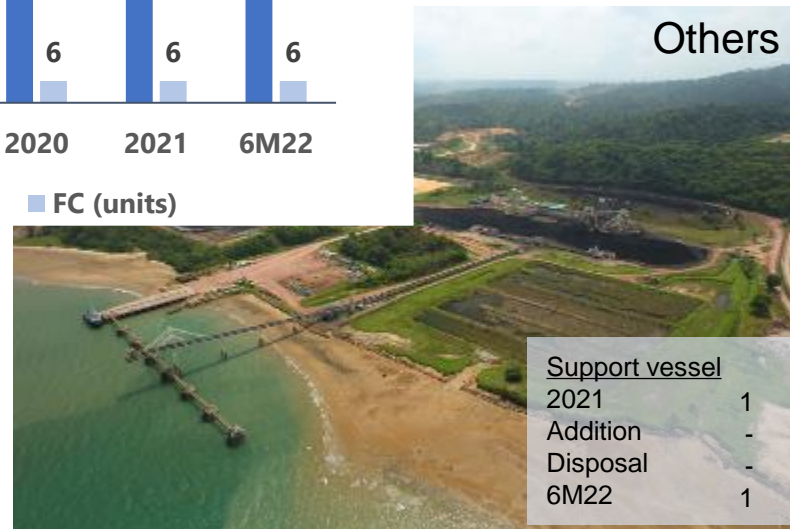 Others
6 6 6
2020 2021 6M22
FC (units)
Support vessel
2021 1
Addition -
Disposal -
6M22 1